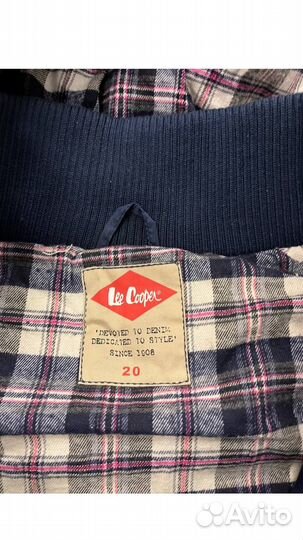 Lee Cooper®
'DEVOTED TO DENIM
DEDICATED TO STYLE'
SINCE 1908
20
Avito